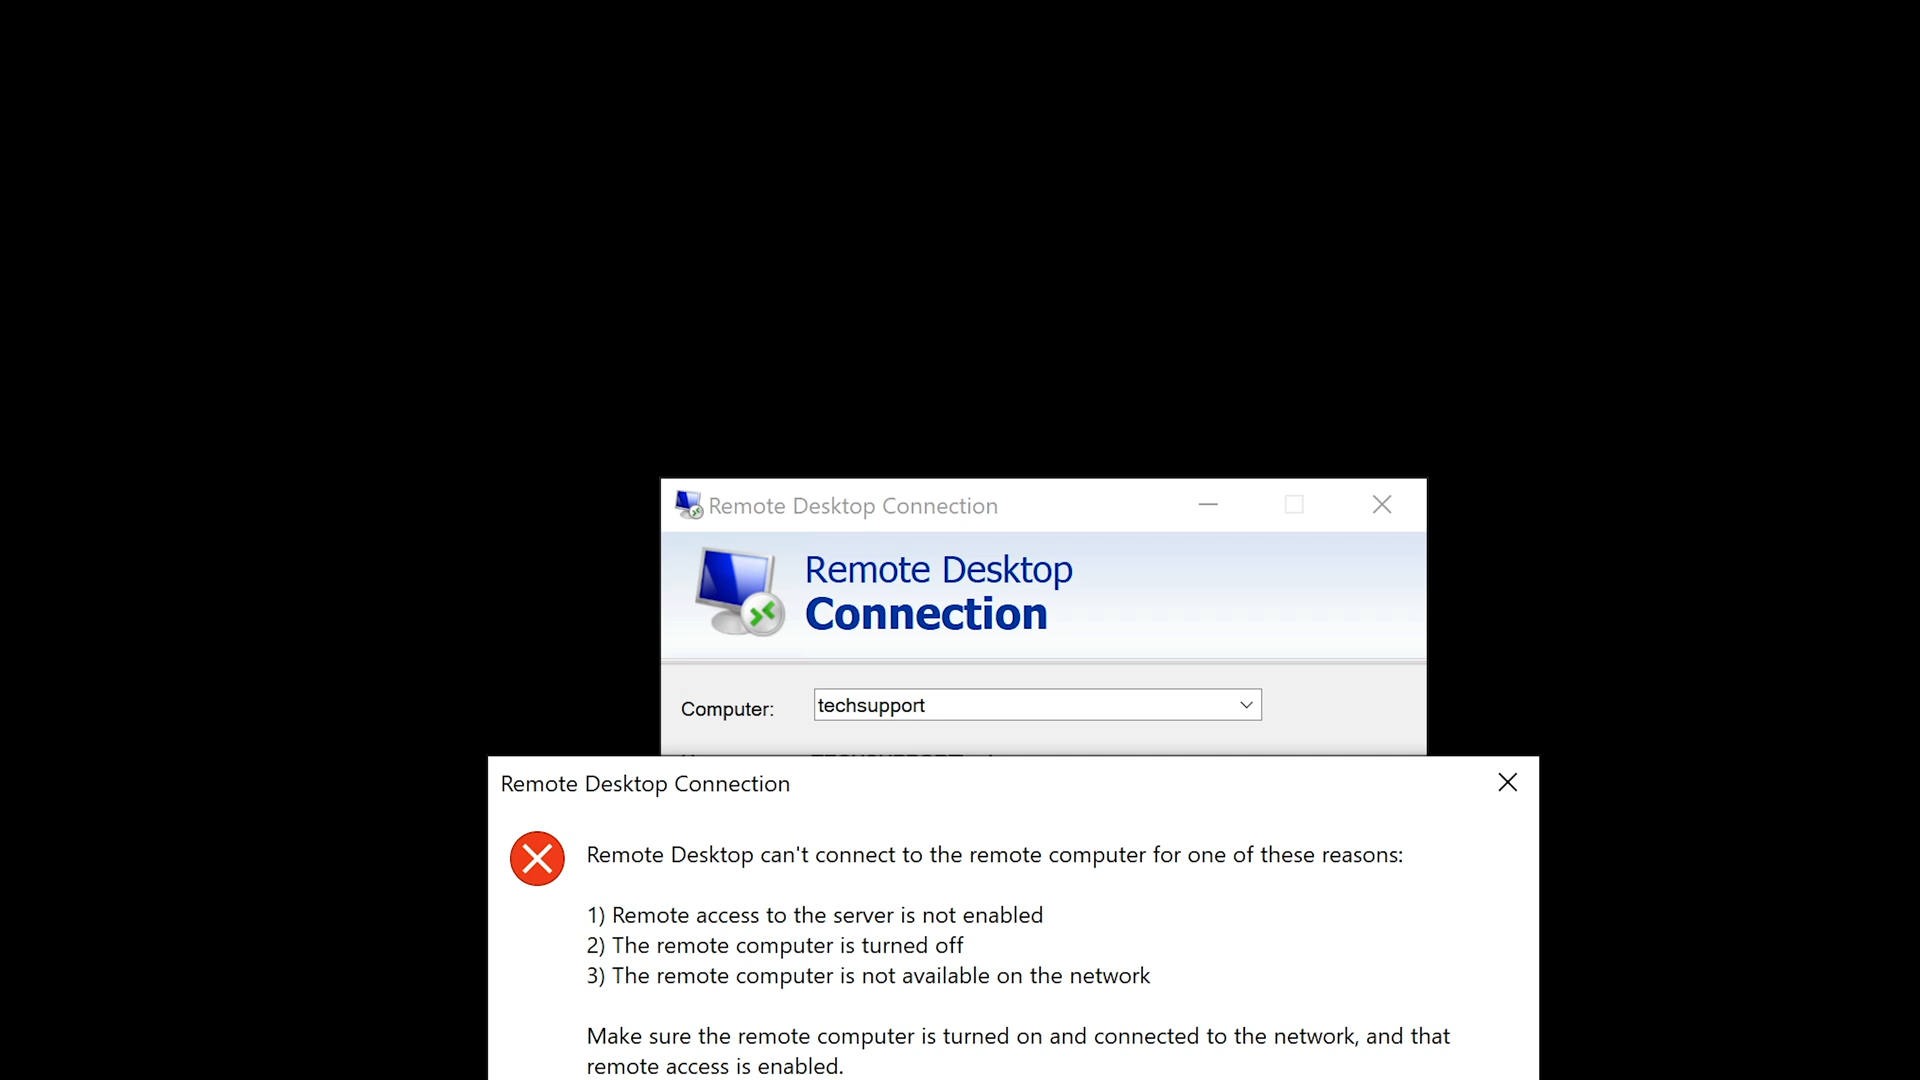 Remote Desktop Connection
Remote Desktop
Connection
Computer:
techsupport
Remote Desktop Connection
Remote Desktop can't connect to the remote computer for one of these reasons:
1) Remote access to the server is not enabled
2) The remote computer is turned off
3) The remote computer is not available on the network
Make sure the remote computer is turned on and connected to the network, and that
remote access is enabled.